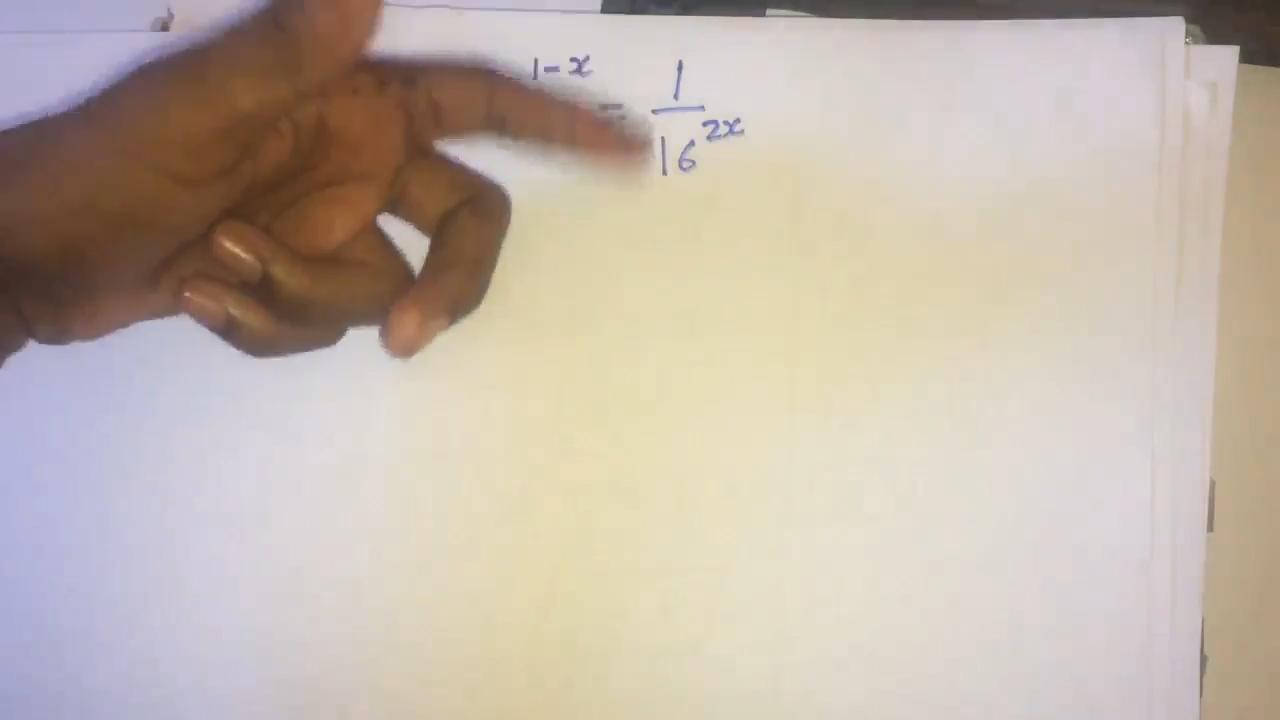 1-x = 1/16^2x